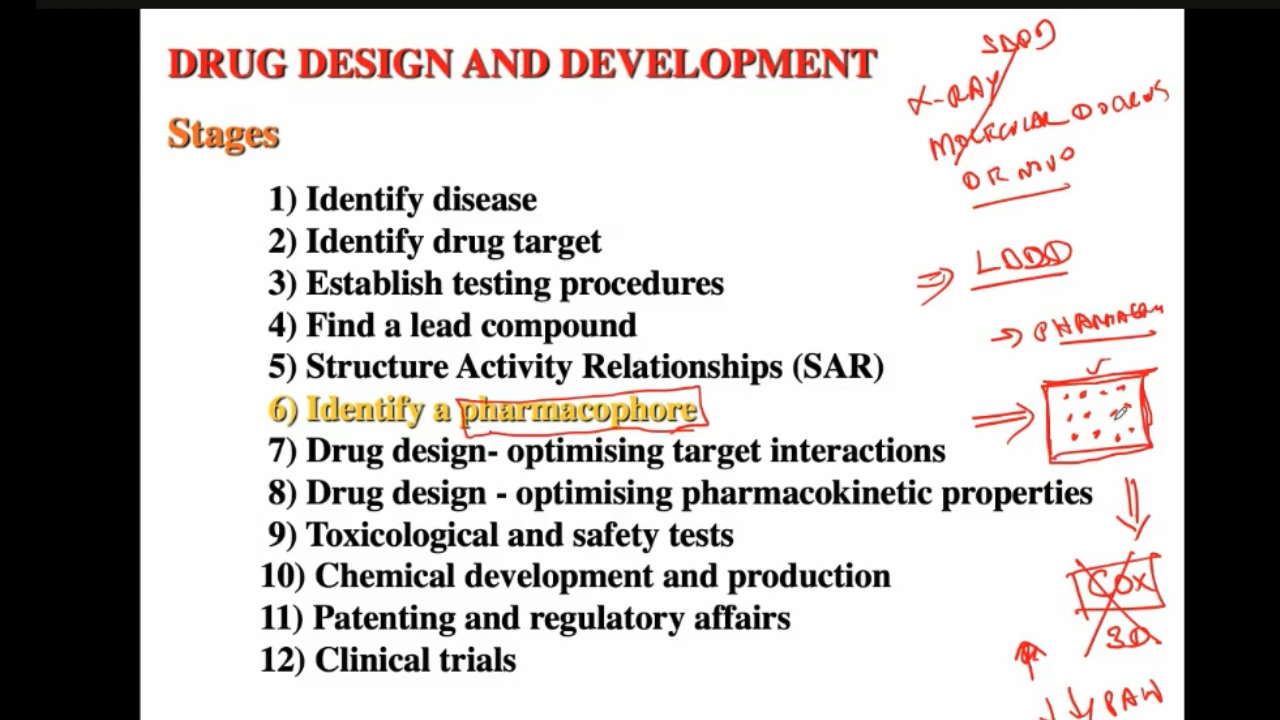 DRUG DESIGN AND DEVELOPMENT
Stages
1) Identify disease
2) Identify drug target
3) Establish testing procedures
4) Find a lead compound
5) Structure Activity Relationships (SAR)
6) Identify a pharmacophore
7) Drug design- optimising target interactions
8) Drug design - optimising pharmacokinetic properties
9) Toxicological and safety tests
10) Chemical development and production
11) Patenting and regulatory affairs
12) Clinical trials
X-RAY
MOLECULAR
LBDD
COX
3D